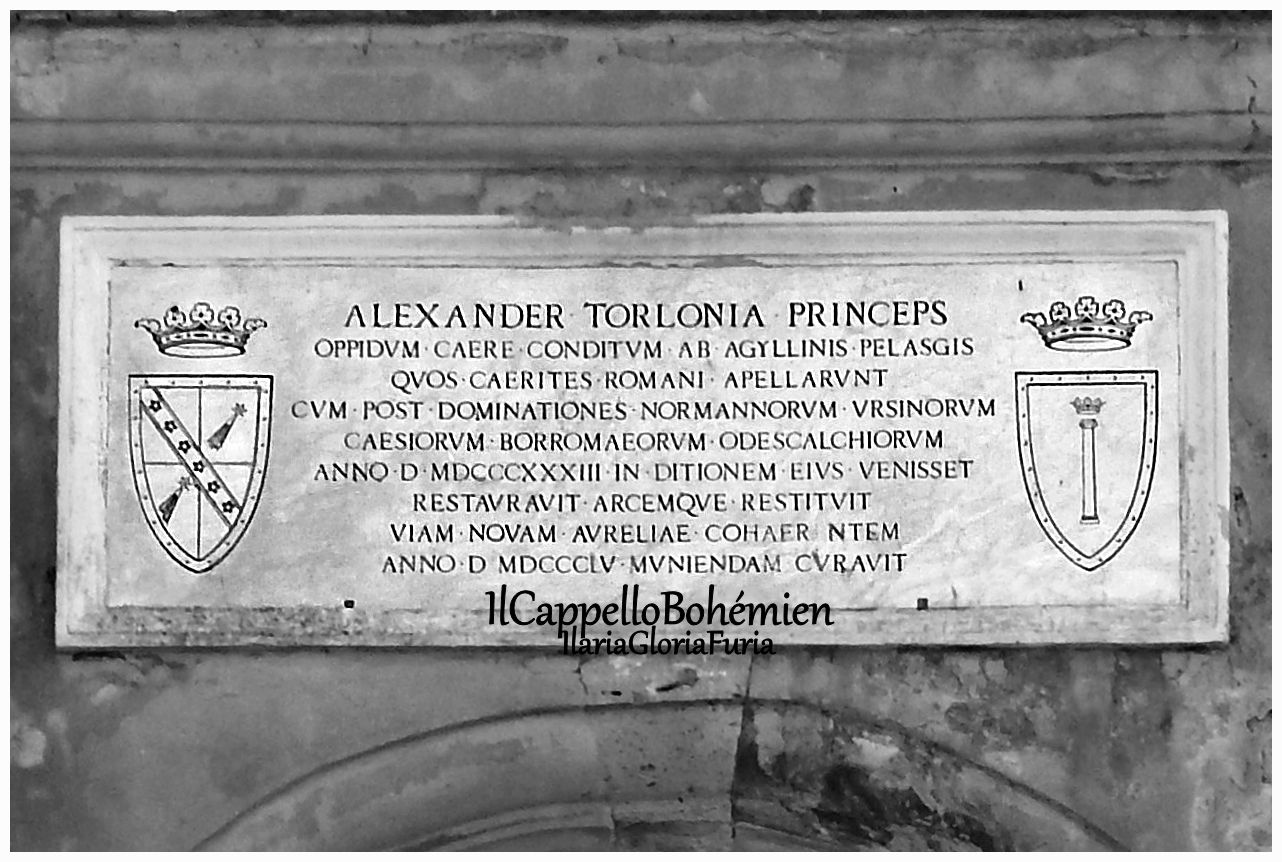 ALEXANDER TORLONIA PRINCEPS
OPPIDVM · CAERE · CONDITVM · AB · AGYLLINIS · PELASGIS
QVOS · CAERITES · ROMANI · APELLARVNT
CVM · POST · DOMINATIONES · NORMANNORVM · VRSINORVM
CAESIORVM · BORROMAEORVM · ODESCALCHIORVM
ANNO · D · MDCCCXXXIII · IN · DITIONEM · EIVS · VENISSET
RESTAVRAVIT · ARCEMQVE · RESTITVIT
VIAM · NOVAM · AVRELIAE · COHAER NTEM
ANNO · D MDCCCLV · MVNIENDAM CVRAVIT
IlCappelloBohémien
IlariaGloriaFuria